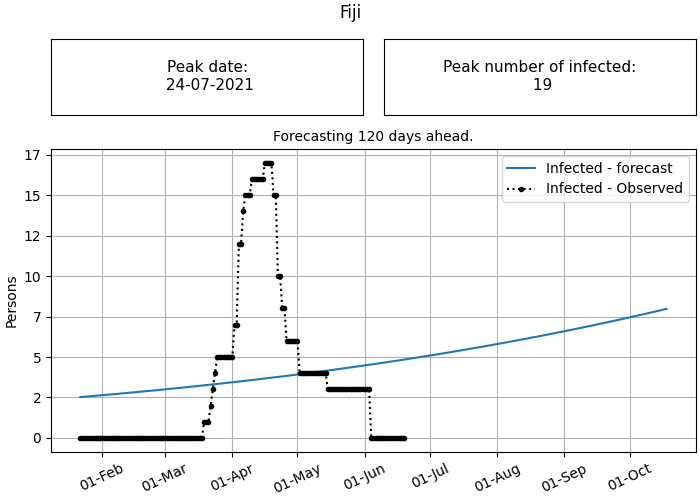 Fiji
Peak date:
24-07-2021
Peak number of infected:
19
Forecasting 120 days ahead.
Infected - forecast
Infected - Observed
Persons
17
15
12
10
7
5
2
0
01-Feb
01-Mar
01-Apr
01-May
01-Jun
01-Jul
01-Aug
01-Sep
01-Oct